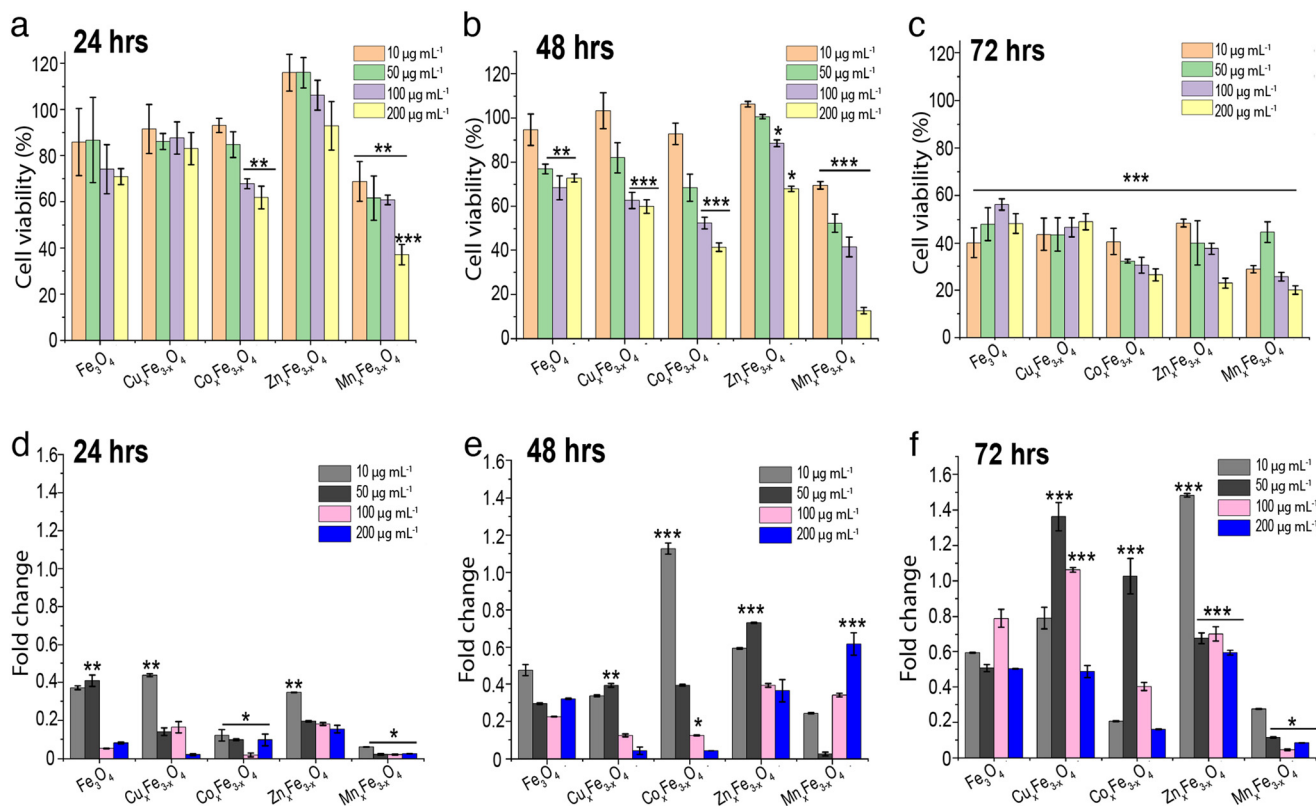 a 24 hrs
10 µg mL⁻¹
50 µg mL⁻¹
100 µg mL⁻¹
200 µg mL⁻¹
Cell viability (%)
120
100
80
60
40
20
0
**
**
***
Fe₃O₄ CuₓFe₃₋ₓO₄ CoₓFe₃₋ₓO₄ ZnₓFe₃₋ₓO₄ MnₓFe₃₋ₓO₄
b 48 hrs
10 µg mL⁻¹
50 µg mL⁻¹
100 µg mL⁻¹
200 µg mL⁻¹
Cell viability (%)
120
100
80
60
40
20
0
**
***
***
*
*
***
Fe₃O₄ CuₓFe₃₋ₓO₄ CoₓFe₃₋ₓO₄ ZnₓFe₃₋ₓO₄ MnₓFe₃₋ₓO₄
c 72 hrs
10 µg mL⁻¹
50 µg mL⁻¹
100 µg mL⁻¹
200 µg mL⁻¹
Cell viability (%)
120
100
80
60
40
20
0
***
Fe₃O₄ CuₓFe₃₋ₓO₄ CoₓFe₃₋ₓO₄ ZnₓFe₃₋ₓO₄ MnₓFe₃₋ₓO₄
d 24 hrs
10 µg mL⁻¹
50 µg mL⁻¹
100 µg mL⁻¹
200 µg mL⁻¹
Fold change
1.6
1.4
1.2
1.0
0.8
0.6
0.4
0.2
0.0
**
**
*
**
*
Fe₃O₄ CuₓFe₃₋ₓO₄ CoₓFe₃₋ₓO₄ ZnₓFe₃₋ₓO₄ MnₓFe₃₋ₓO₄
e 48 hrs
10 µg mL⁻¹
50 µg mL⁻¹
100 µg mL⁻¹
200 µg mL⁻¹
Fold change
1.6
1.4
1.2
1.0
0.8
0.6
0.4
0.2
0.0
**
***
*
***
***
Fe₃O₄ CuₓFe₃₋ₓO₄ CoₓFe₃₋ₓO₄ ZnₓFe₃₋ₓO₄ MnₓFe₃₋ₓO₄
f 72 hrs
10 µg mL⁻¹
50 µg mL⁻¹
100 µg mL⁻¹
200 µg mL⁻¹
Fold change
1.6
1.4
1.2
1.0
0.8
0.6
0.4
0.2
0.0
***
***
***
***
***
*
Fe₃O₄ CuₓFe₃₋ₓO₄ CoₓFe₃₋ₓO₄ ZnₓFe₃₋ₓO₄ MnₓFe₃₋ₓO₄